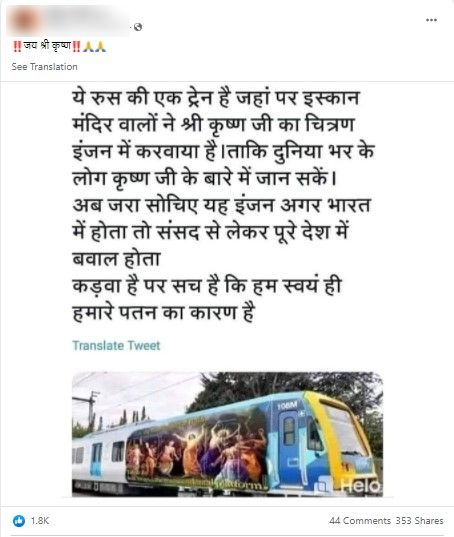 ‼️जय श्री कृष्ण‼️🙏🙏
See Translation
ये रुस की एक ट्रेन है जहां पर इस्कान
मंदिर वालों ने श्री कृष्ण जी का चित्रण
इंजन में करवाया है।ताकि दुनिया भर के
लोग कृष्ण जी के बारे में जान सकें।
अब जरा सोचिए यह इंजन अगर भारत
में होता तो संसद से लेकर पूरे देश में
बवाल होता
कड़वा है पर सच है कि हम स्वयं ही
हमारे पतन का कारण है
Translate Tweet
108M
platform.
Helo
1.8K
44 Comments 353 Shares